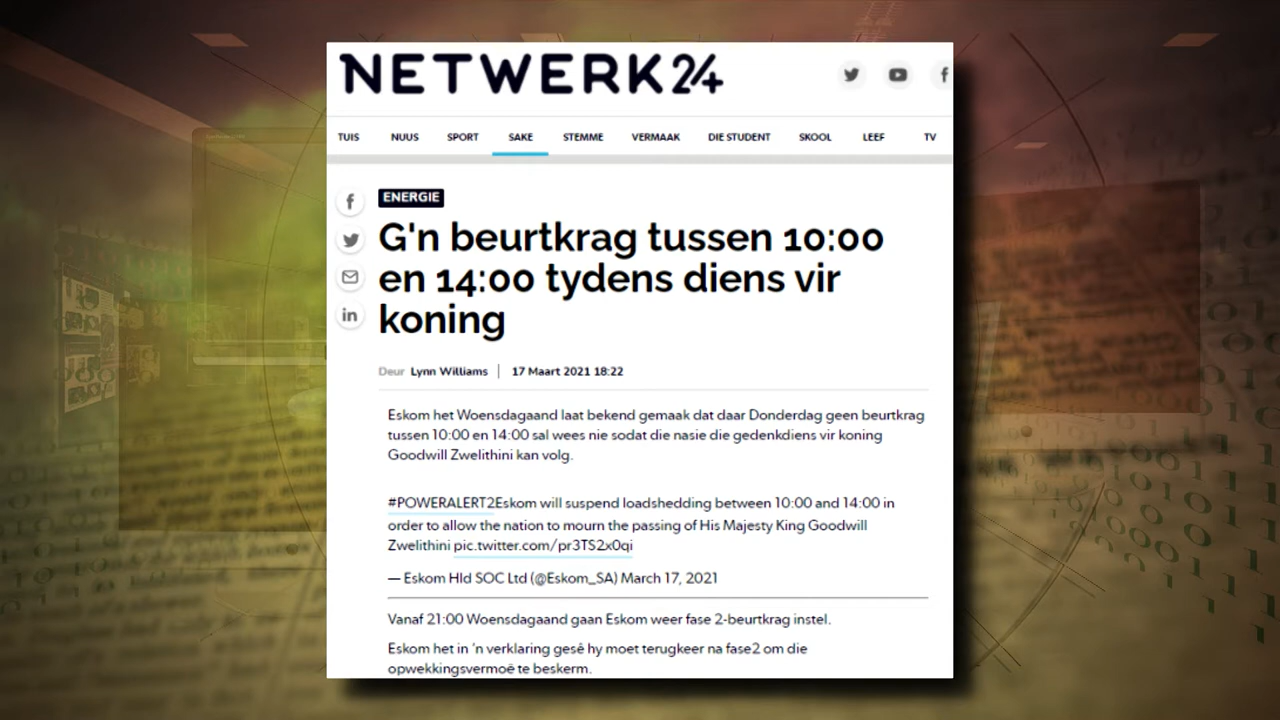 NETWERK24
TUIS NUUS SPORT SAKE STEMME VERMAAK DIE STUDENT SKOOL LEEF TV
ENERGIE
G'n beurtkrag tussen 10:00
en 14:00 tydens diens vir
koning
Deur Lynn Williams | 17 Maart 2021 18:22
Eskom het Woensdagaand laat bekend gemaak dat daar Donderdag geen beurtkrag
tussen 10:00 en 14:00 sal wees nie sodat die nasie die gedenkdiens vir koning
Goodwill Zwelithini kan volg.
#POWERALERT2Eskom will suspend loadshedding between 10:00 and 14:00 in
order to allow the nation to mourn the passing of His Majesty King Goodwill
Zwelithini pic.twitter.com/pr3TS2x0qi
— Eskom Hld SOC Ltd (@Eskom_SA) March 17, 2021
Vanaf 21:00 Woensdagaand gaan Eskom weer fase 2-beurtkrag instel.
Eskom het in 'n verklaring gesê hy moet terugkeer na fase2 om die
opwekkingsvermoë te beskerm.